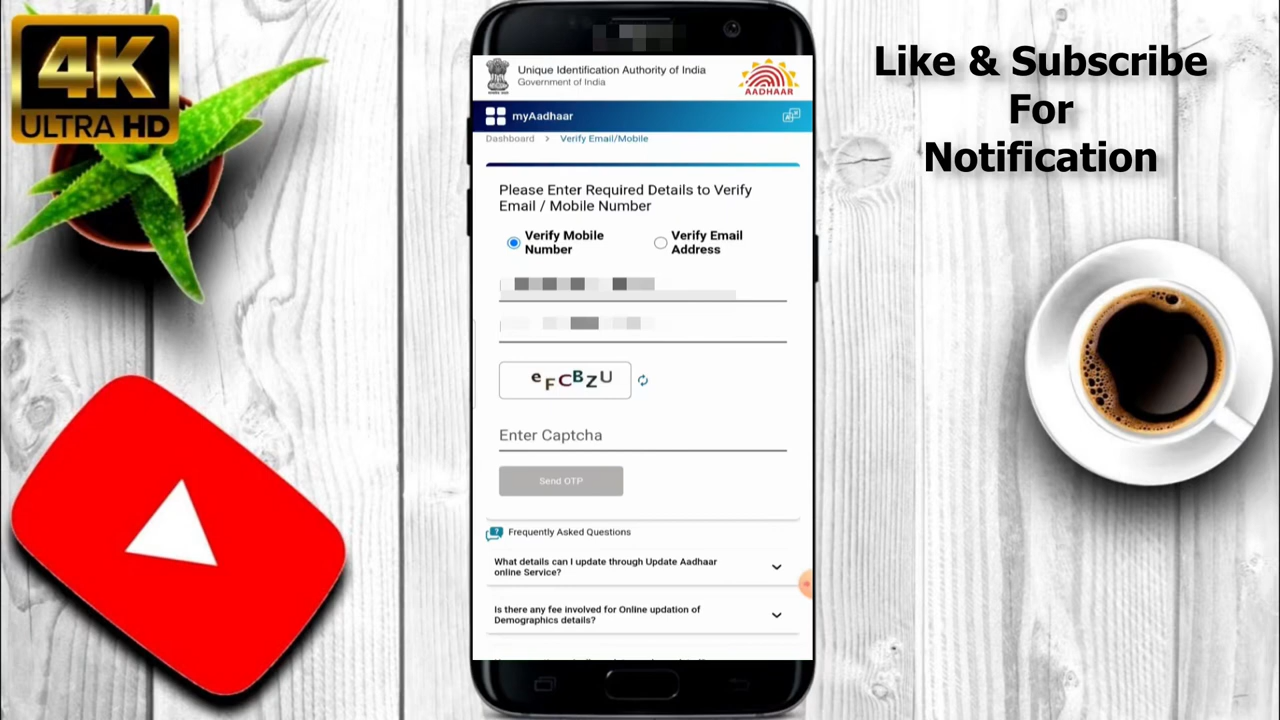 4K
ULTRA HD
Like & Subscribe
For
Notification
Unique Identification Authority of India
Government of India
AADHAAR
myAadhaar
Dashboard > Verify Email/Mobile
Please Enter Required Details to Verify
Email / Mobile Number
Verify Mobile
Number
Verify Email
Address
eFCBZU
Enter Captcha
Send OTP
Frequently Asked Questions
What details can I update through Update Aadhaar
online Service?
Is there any fee involved for Online updation of
Demographics details?